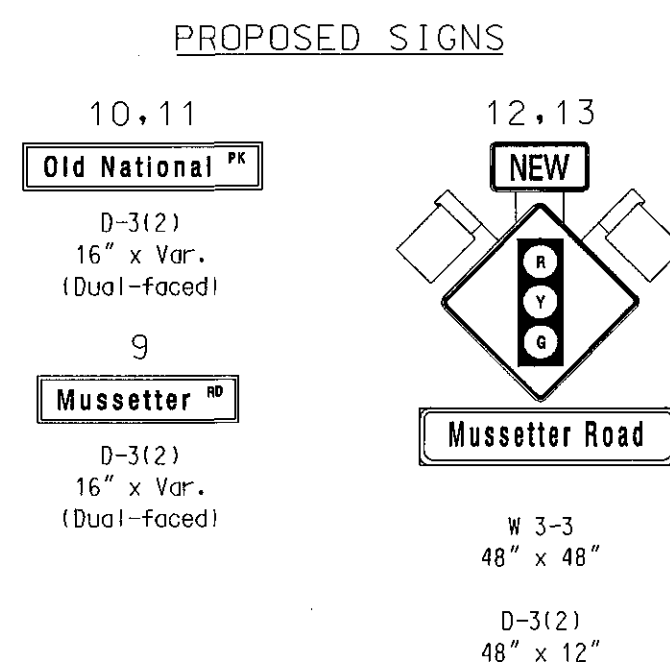 PROPOSED SIGNS
10,11
Old National PK
D-3(2)
16" x Var.
(Dual-faced)
9
Mussetter RD
D-3(2)
16" x Var.
(Dual-faced)
12,13
NEW
R
Y
G
Mussetter Road
W 3-3
48" x 48"
D-3(2)
48" x 12"